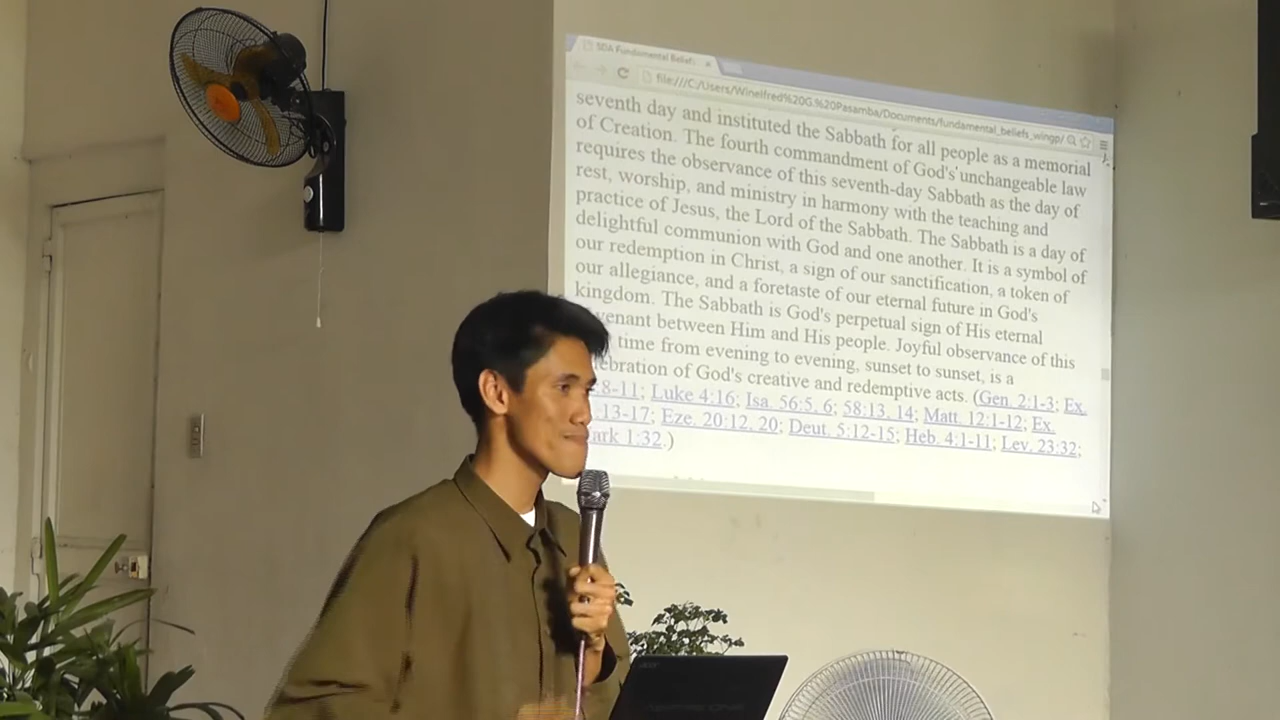 SDA Fundamental Beliefs
file:///C:/Users/Winelfred%20G.%20Pasamba/Documents/fundamental_beliefs_wingp/
seventh day and instituted the Sabbath for all people as a memorial
of Creation. The fourth commandment of God's unchangeable law
requires the observance of this seventh-day Sabbath as the day of
rest, worship, and ministry in harmony with the teaching and
practice of Jesus, the Lord of the Sabbath. The Sabbath is a day of
delightful communion with God and one another. It is a symbol of
our redemption in Christ, a sign of our sanctification, a token of
our allegiance, and a foretaste of our eternal future in God's
kingdom. The Sabbath is God's perpetual sign of His eternal
venant between Him and His people. Joyful observance of this
time from evening to evening, sunset to sunset, is a
ebration of God's creative and redemptive acts. (Gen. 2:1-3; Ex.
8-11; Luke 4:16; Isa. 56:5, 6; 58:13, 14; Matt. 12:1-12; Ex.
13-17; Eze. 20:12, 20; Deut. 5:12-15; Heb. 4:1-11; Lev. 23:32;
ark 1:32.)
acer